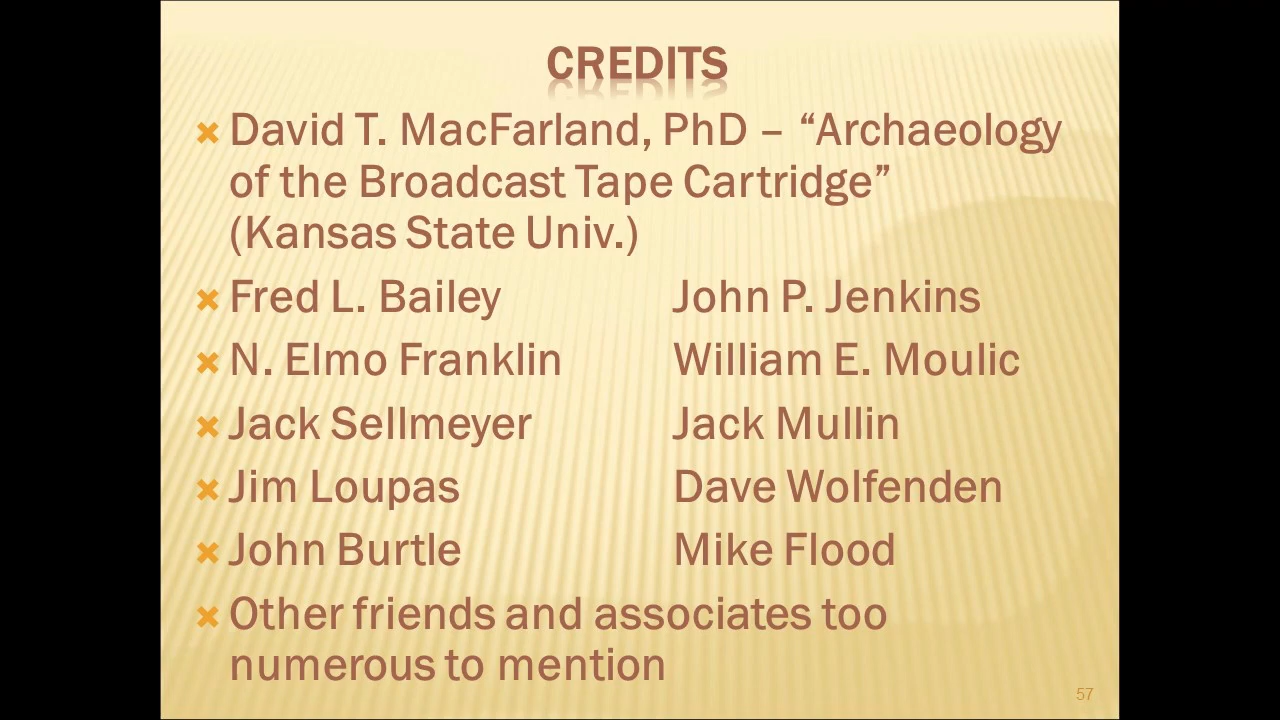 CREDITS
David T. MacFarland, PhD – “Archaeology
of the Broadcast Tape Cartridge”
(Kansas State Univ.)
Fred L. Bailey John P. Jenkins
N. Elmo Franklin William E. Moulic
Jack Sellmeyer Jack Mullin
Jim Loupas Dave Wolfenden
John Burtle Mike Flood
Other friends and associates too
numerous to mention
57